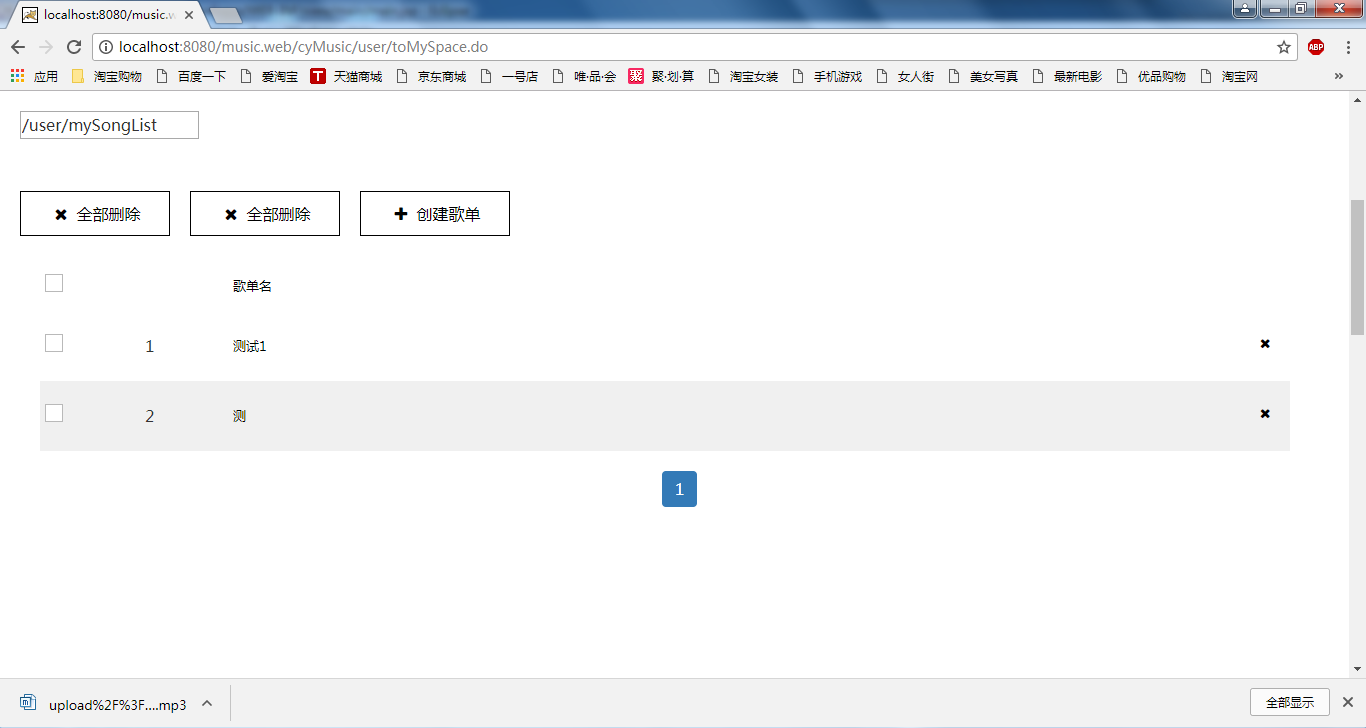 localhost:8080/music.w
localhost:8080/music.web/cyMusic/user/toMySpace.do
ABP
应用 淘宝购物 百度一下 爱淘宝 T 天猫商城 京东商城 一号店 唯·品·会 聚 聚·划·算 淘宝女装 手机游戏 女人街 美女写真 最新电影 优品购物 淘宝网 »
/user/mySongList
全部删除 全部删除 创建歌单
歌单名
1 测试1
2 测
1
upload%2F%3F....mp3 全部显示